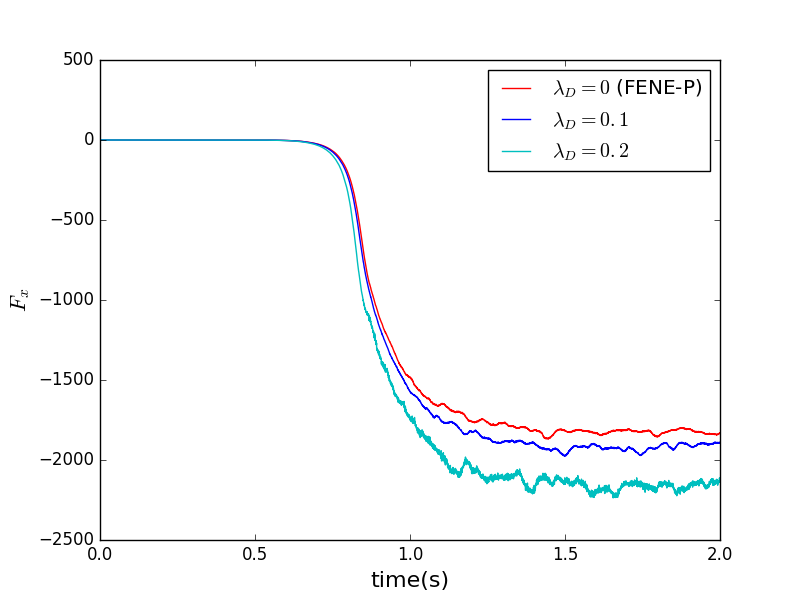 500
0
−500
−1000
−1500
−2000
−2500
F_x
λ_D = 0 (FENE-P)
λ_D = 0.1
λ_D = 0.2
0.0 0.5 1.0 1.5 2.0
time(s)